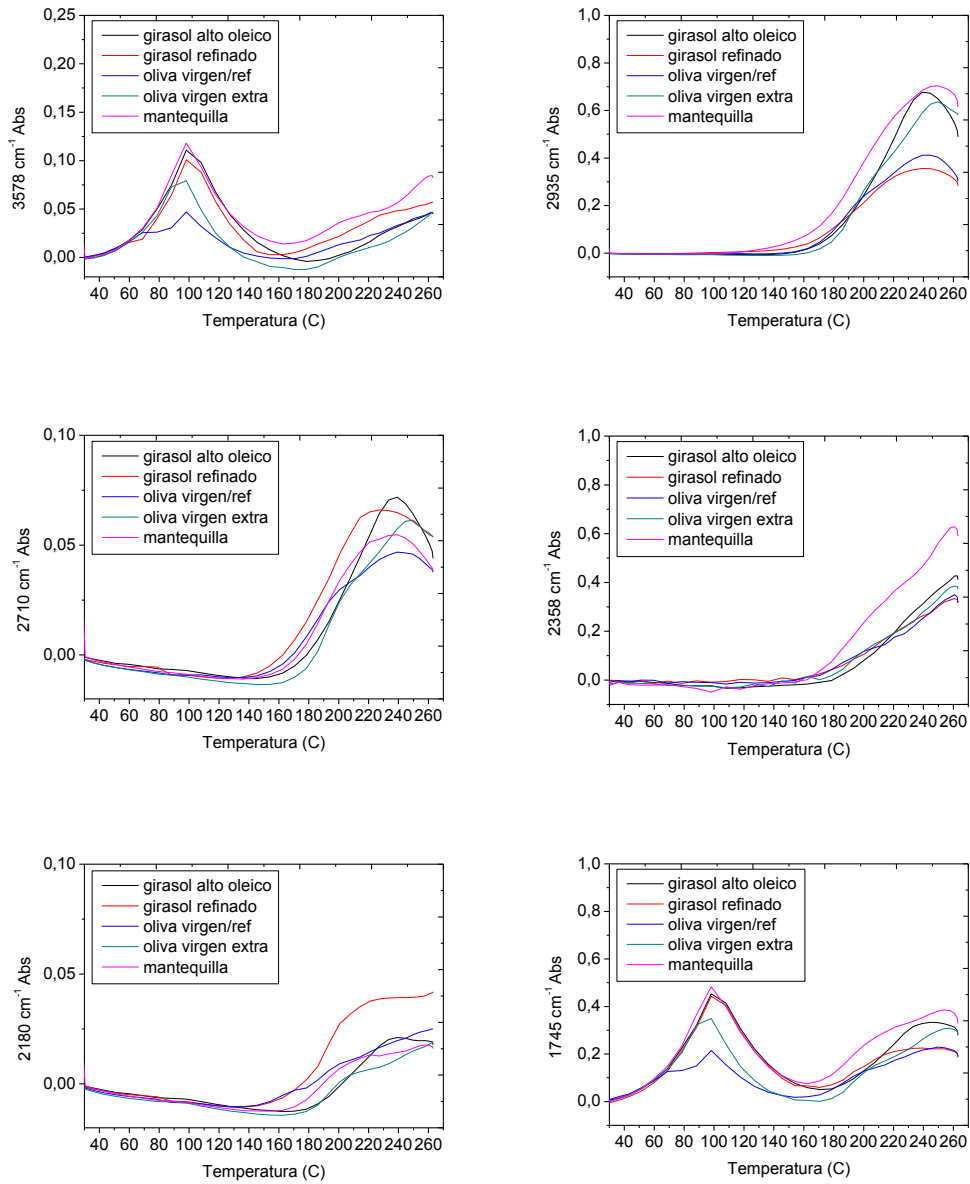 0,25
0,20
0,15
0,10
0,05
0,00
3578 cm⁻¹ Abs
girasol alto oleico
girasol refinado
oliva virgen/ref
oliva virgen extra
mantequilla
40 60 80 100 120 140 160 180 200 220 240 260
Temperatura (C)
1,0
0,8
0,6
0,4
0,2
0,0
2935 cm⁻¹ Abs
girasol alto oleico
girasol refinado
oliva virgen/ref
oliva virgen extra
mantequilla
40 60 80 100 120 140 160 180 200 220 240 260
Temperatura (C)
0,10
0,05
0,00
2710 cm⁻¹ Abs
girasol alto oleico
girasol refinado
oliva virgen/ref
oliva virgen extra
mantequilla
40 60 80 100 120 140 160 180 200 220 240 260
Temperatura (C)
1,0
0,8
0,6
0,4
0,2
0,0
2358 cm⁻¹ Abs
girasol alto oleico
girasol refinado
oliva virgen/ref
oliva virgen extra
mantequilla
40 60 80 100 120 140 160 180 200 220 240 260
Temperatura (C)
0,10
0,05
0,00
2180 cm⁻¹ Abs
girasol alto oleico
girasol refinado
oliva virgen/ref
oliva virgen extra
mantequilla
40 60 80 100 120 140 160 180 200 220 240 260
Temperatura (C)
1,0
0,8
0,6
0,4
0,2
0,0
1745 cm⁻¹ Abs
girasol alto oleico
girasol refinado
oliva virgen/ref
oliva virgen extra
mantequilla
40 60 80 100 120 140 160 180 200 220 240 260
Temperatura (C)